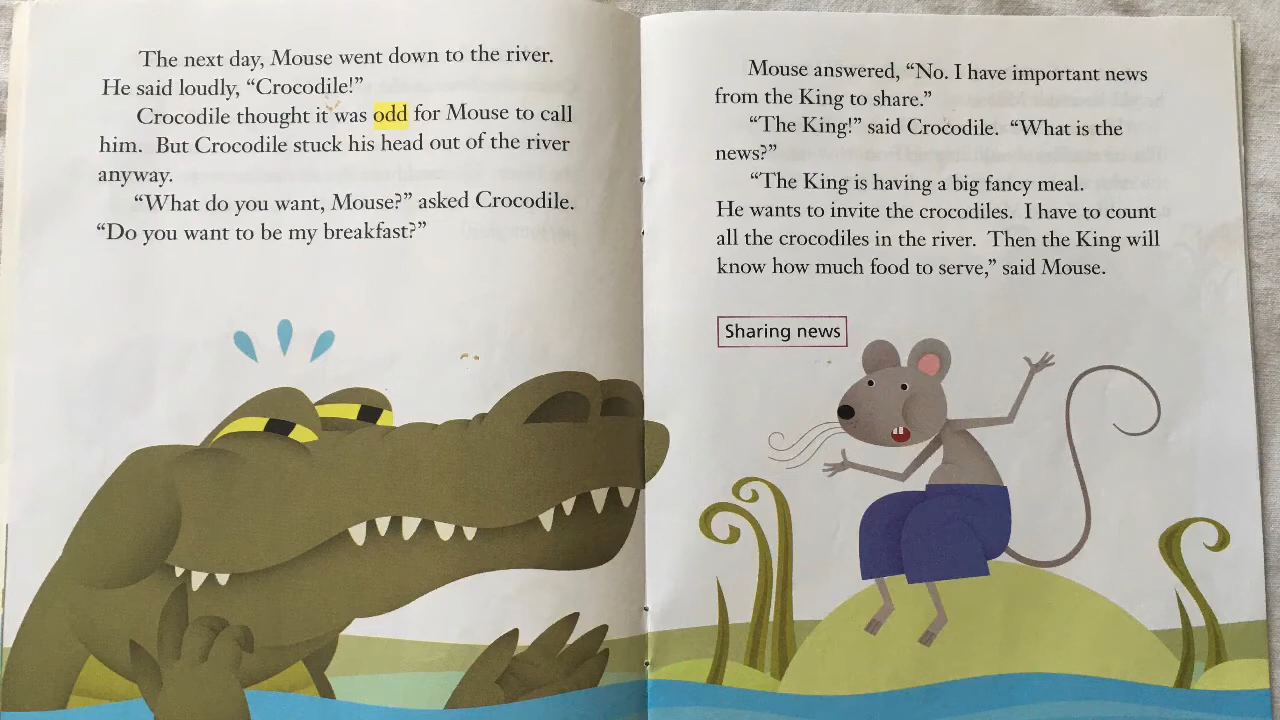 The next day, Mouse went down to the river.
He said loudly, “Crocodile!”
Crocodile thought it was odd for Mouse to call
him. But Crocodile stuck his head out of the river
anyway.
“What do you want, Mouse?” asked Crocodile.
“Do you want to be my breakfast?”
Mouse answered, “No. I have important news
from the King to share.”
“The King!” said Crocodile. “What is the
news?”
“The King is having a big fancy meal.
He wants to invite the crocodiles. I have to count
all the crocodiles in the river. Then the King will
know how much food to serve,” said Mouse.
Sharing news